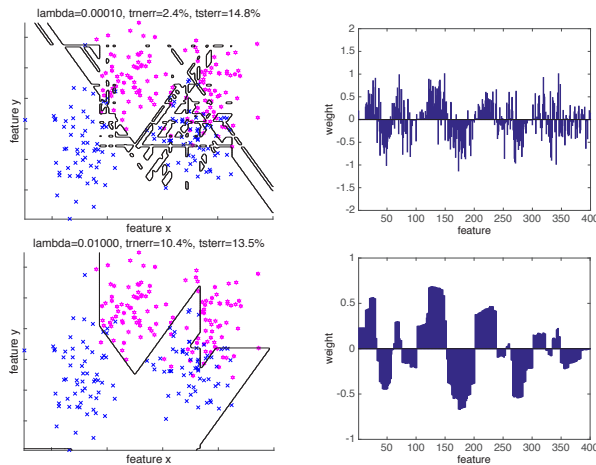 lambda=0.00010, trnerr=2.4%, tsterr=14.8%
feature y
feature x
2
1.5
1
0.5
0
-0.5
-1
-1.5
-2
weight
50 100 150 200 250 300 350 400
feature
lambda=0.01000, trnerr=10.4%, tsterr=13.5%
feature y
feature x
1
0.5
0
-0.5
-1
weight
50 100 150 200 250 300 350 400
feature